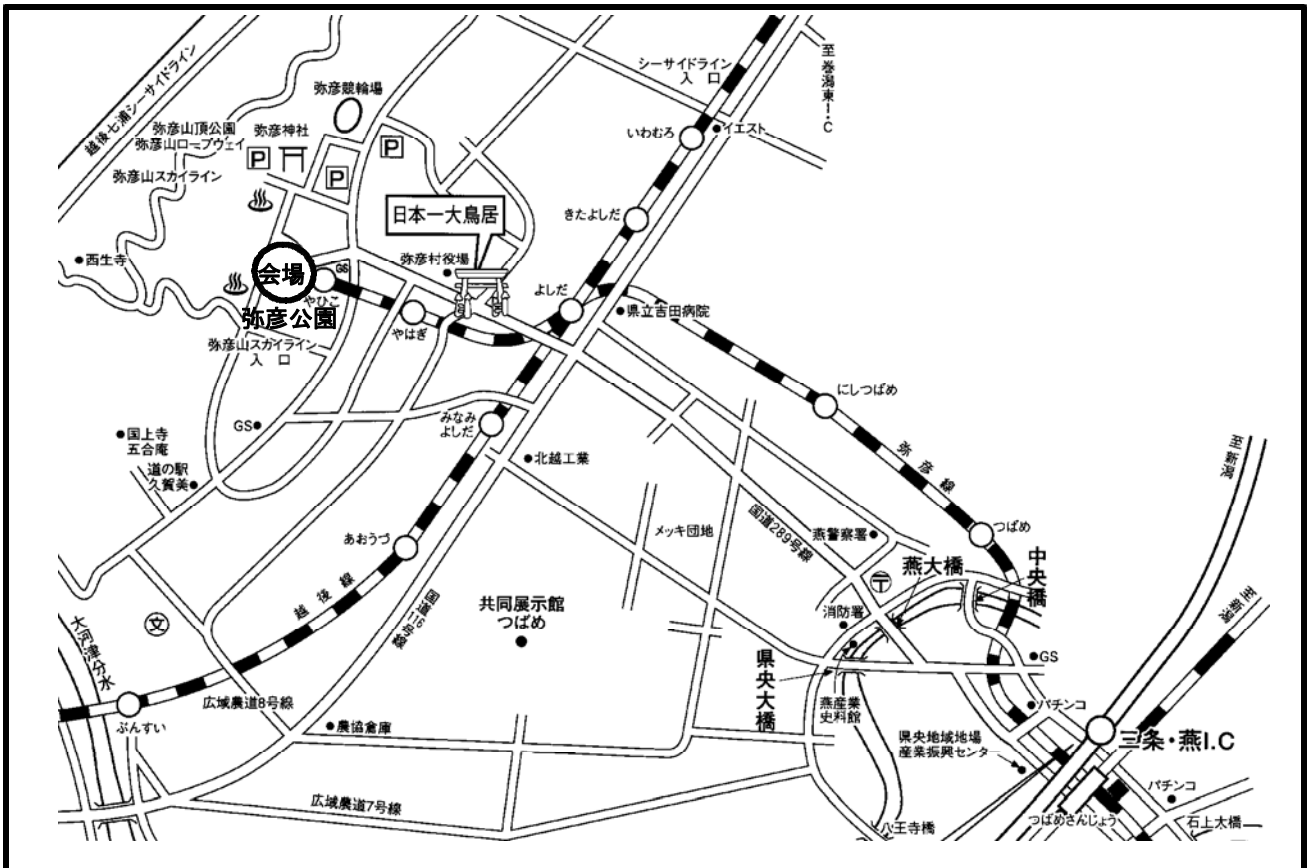 越後七浦シーサイドライン
弥彦競輪場
シーサイドライン
入口
至巻潟東I・C
弥彦山頂公園
弥彦山ロープウェイ
弥彦神社
P
P
P
いわむろ
イエスト
弥彦山スカイライン
日本一大鳥居
きたよしだ
西生寺
弥彦村役場
会場
GS
やひこ
弥彦公園
やはぎ
よしだ
県立吉田病院
弥彦山スカイライン
入口
にしつばめ
みなみ
よしだ
GS
国上寺
五合庵
道の駅
久賀美
北越工業
弥彦線
至新潟
あおうづ
メッキ団地
国道289号線
燕警察署
つばめ
越後線
国道116号線
共同展示館
つばめ
〒
燕大橋
中央橋
至新潟
文
消防署
大河津分水
県央大橋
GS
広域農道8号線
ぶんすい
農協倉庫
燕産業
史料館
パチンコ
県央地域地場
産業振興センター
三条・燕I.C
広域農道7号線
パチンコ
八王寺橋
つばめさんじょう
石上大橋